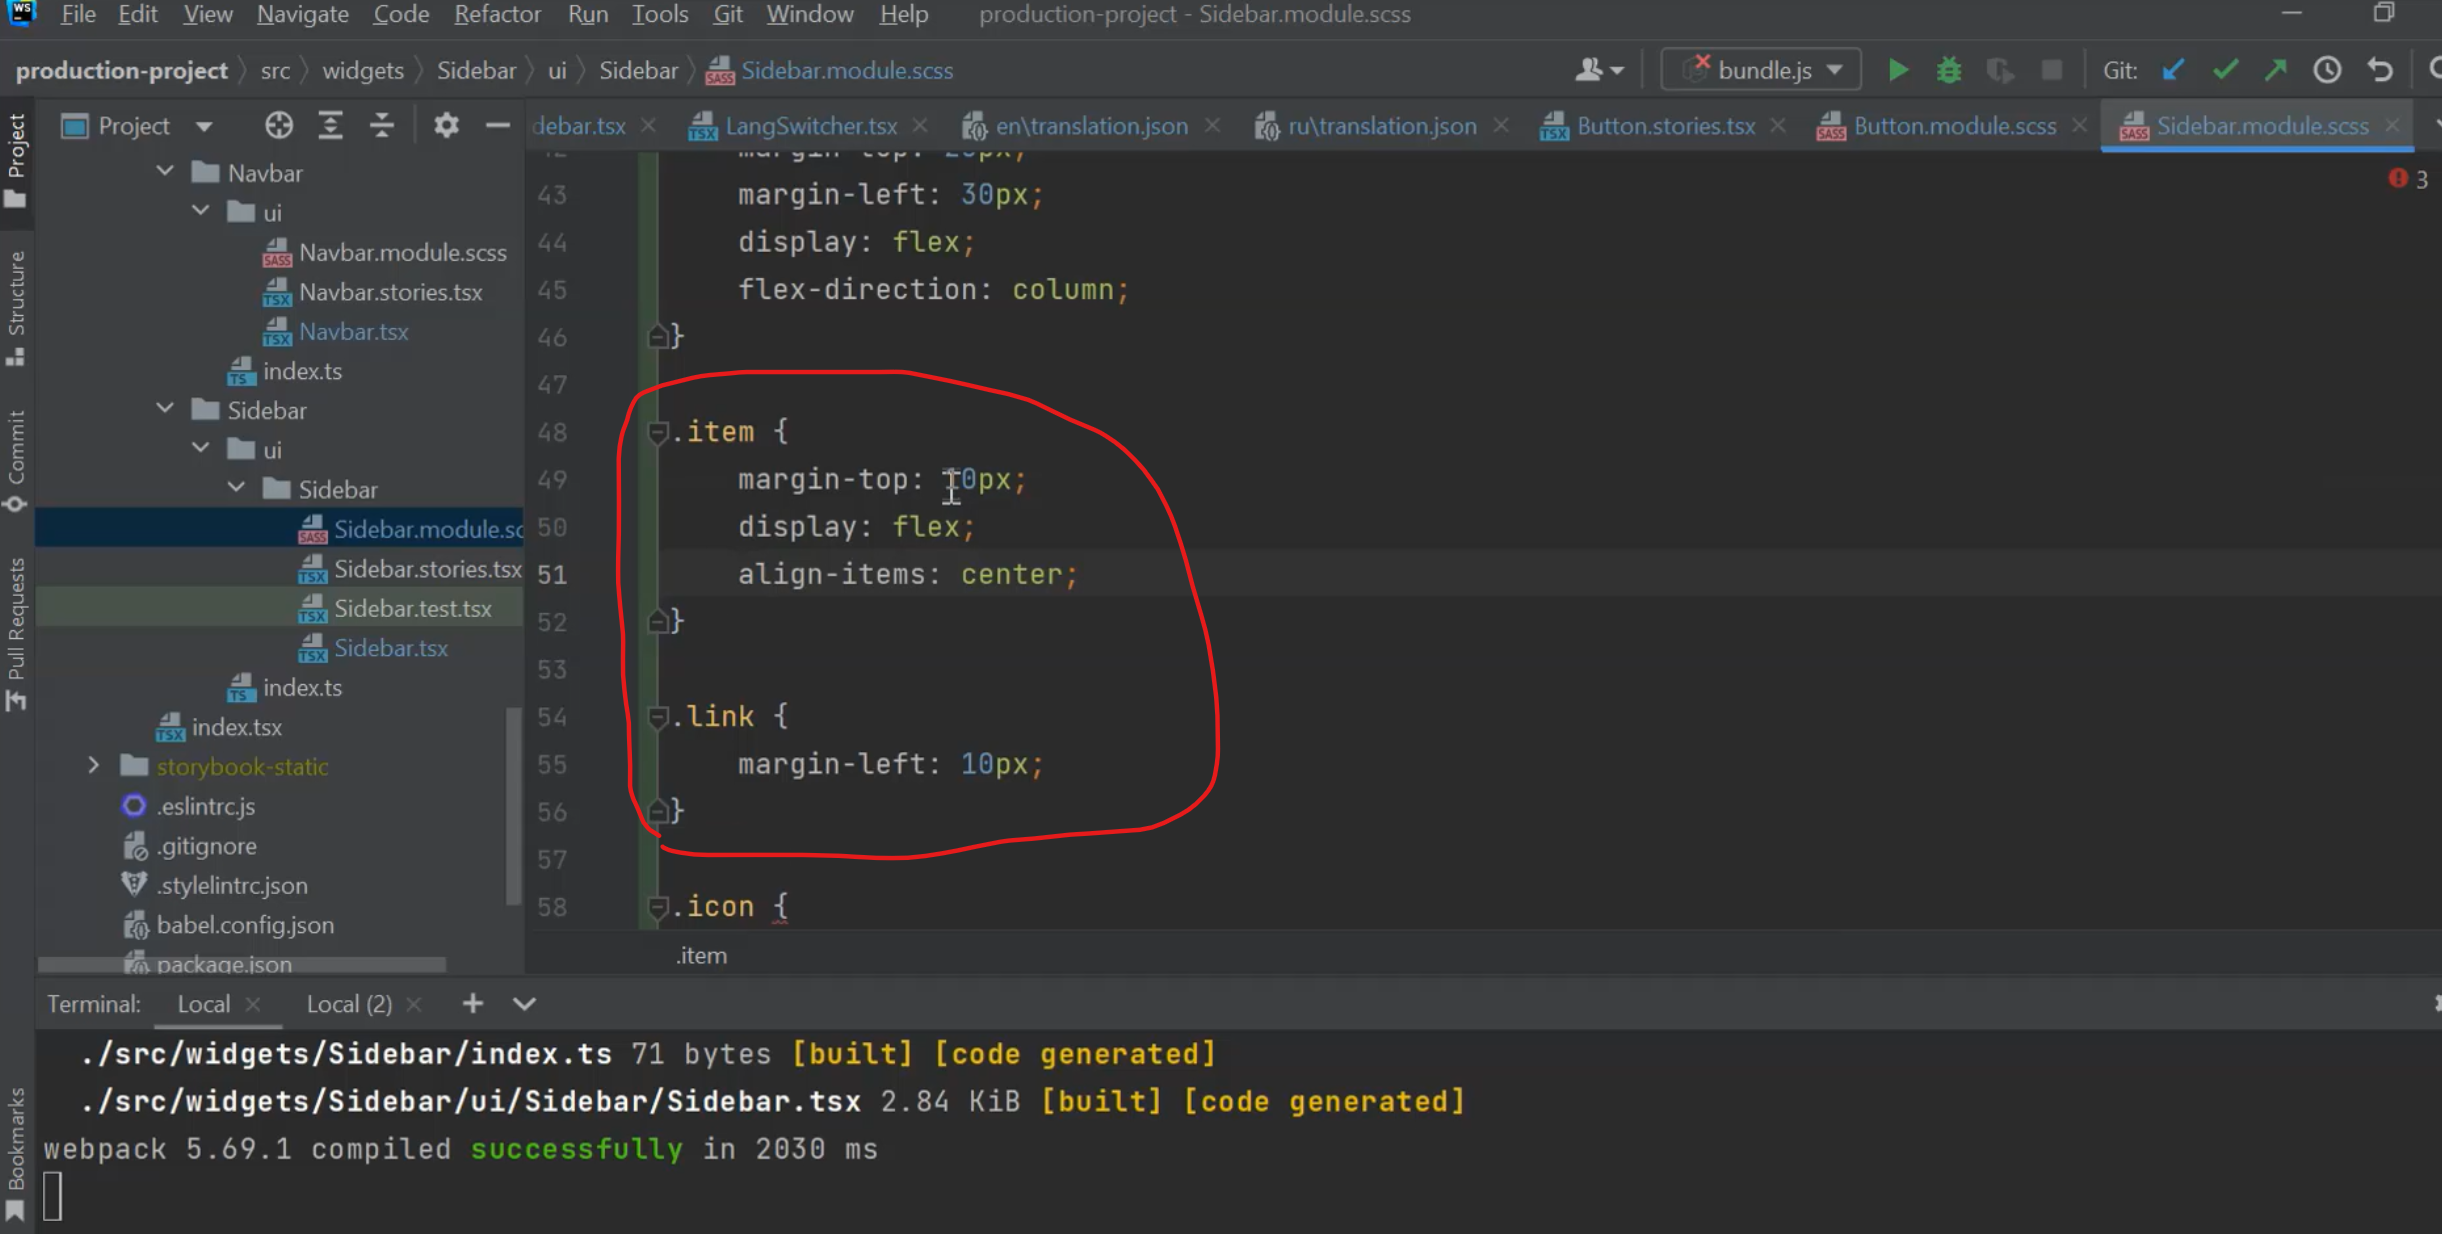 WS File Edit View Navigate Code Refactor Run Tools Git Window Help production-project - Sidebar.module.scss
production-project src widgets Sidebar ui Sidebar Sidebar.module.scss bundle.js Git:
Project debar.tsx LangSwitcher.tsx en\translation.json ru\translation.json Button.stories.tsx Button.module.scss Sidebar.module.scss
Project
Structure
Commit
Pull Requests
Bookmarks
Navbar
ui
Navbar.module.scss
Navbar.stories.tsx
Navbar.tsx
index.ts
Sidebar
ui
Sidebar
Sidebar.module.sc
Sidebar.stories.tsx
Sidebar.test.tsx
Sidebar.tsx
index.ts
index.tsx
storybook-static
.eslintrc.js
.gitignore
.stylelintrc.json
babel.config.json
package.json
3
42 margin-top: 20px;
43 margin-left: 30px;
44 display: flex;
45 flex-direction: column;
46 }
47
48 .item {
49 margin-top: 10px;
50 display: flex;
51 align-items: center;
52 }
53
54 .link {
55 margin-left: 10px;
56 }
57
58 .icon {
.item
Terminal: Local Local (2)
./src/widgets/Sidebar/index.ts 71 bytes [built] [code generated]
./src/widgets/Sidebar/ui/Sidebar/Sidebar.tsx 2.84 KiB [built] [code generated]
webpack 5.69.1 compiled successfully in 2030 ms